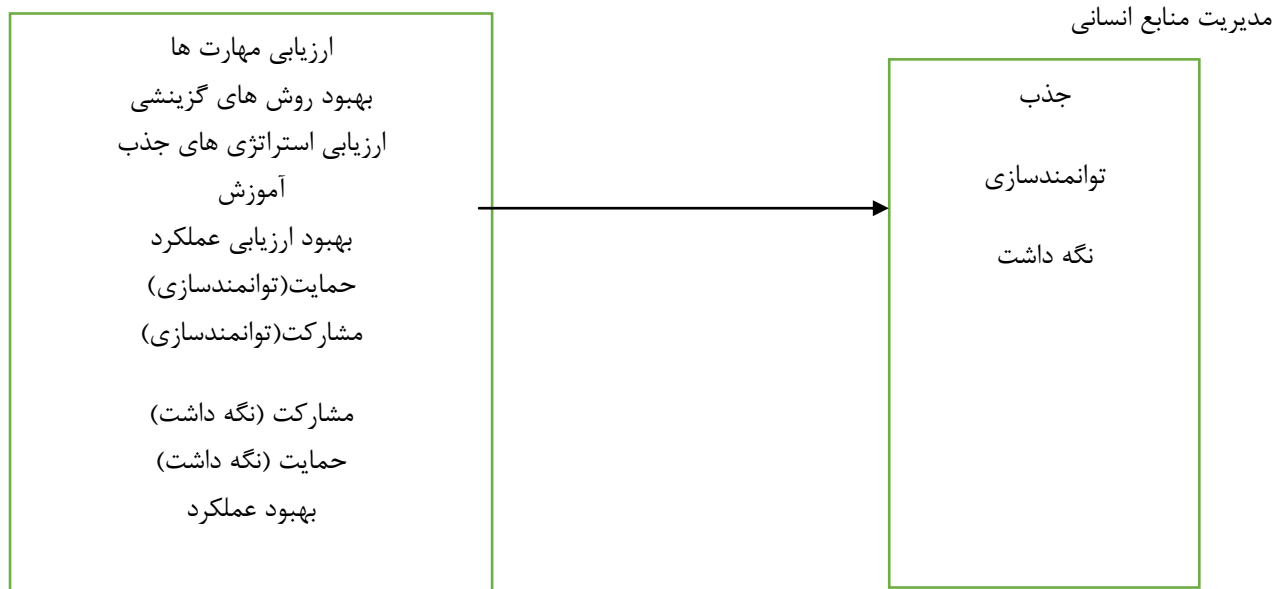 مدیریت منابع انسانی
جذب
توانمندسازی
نگه داشت
ارزیابی مهارت ها
بهبود روش های گزینشی
ارزیابی استراتژی های جذب
آموزش
بهبود ارزیابی عملکرد
حمایت(توانمندسازی)
مشارکت(توانمندسازی)
مشارکت (نگه داشت)
حمایت (نگه داشت)
بهبود عملکرد